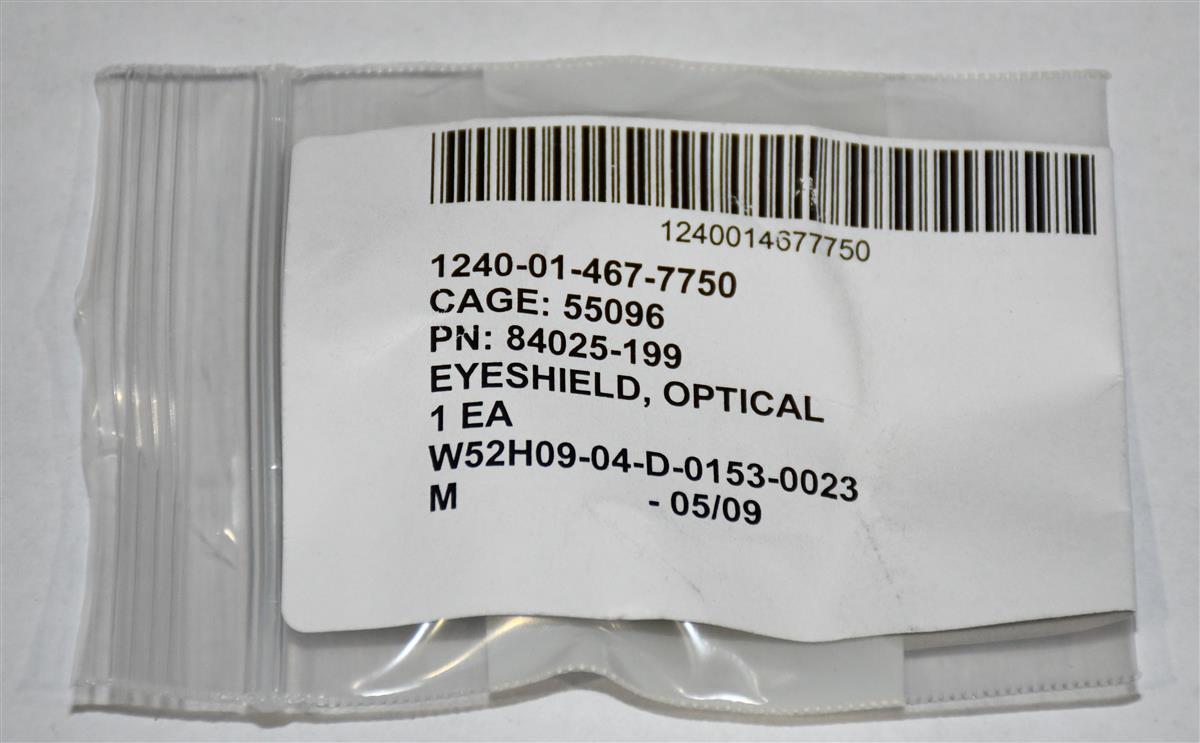 1240014677750
1240-01-467-7750
CAGE: 55096
PN: 84025-199
EYESHIELD, OPTICAL
1 EA
W52H09-04-D-0153-0023
M - 05/09